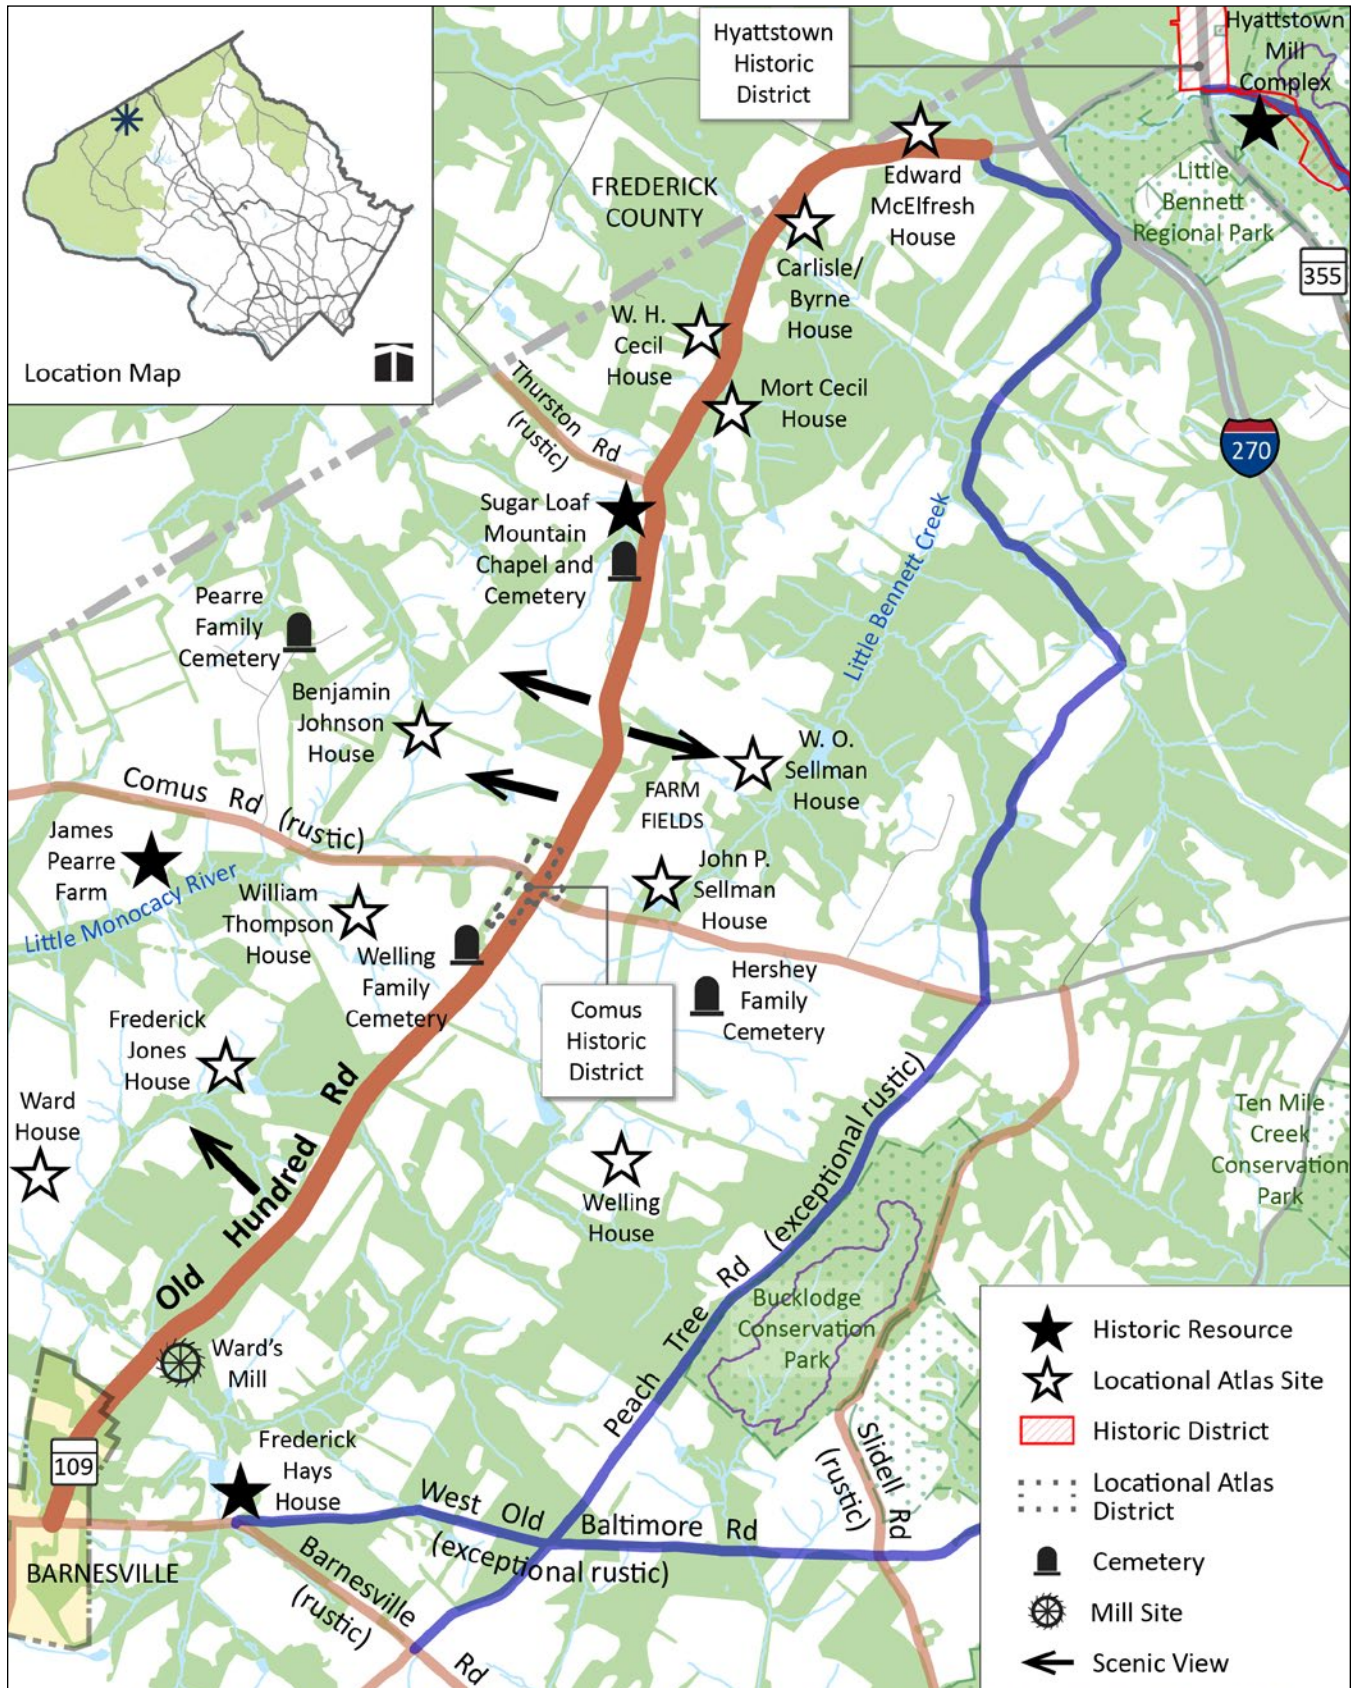 Location Map
Hyattstown
Historic
District
Hyattstown
Mill
Complex
FREDERICK
COUNTY
Edward
McElfresh
House
Little
Bennett
Regional Park
355
Carlisle/
Byrne
House
W. H.
Cecil
House
Mort Cecil
House
Thurston Rd
(rustic)
270
Sugar Loaf
Mountain
Chapel and
Cemetery
Little Bennett Creek
Pearre
Family
Cemetery
Benjamin
Johnson
House
W. O.
Sellman
House
FARM
FIELDS
Comus Rd (rustic)
James
Pearre
Farm
Little Monocacy River
William
Thompson
House
John P.
Sellman
House
Welling
Family
Cemetery
Hershey
Family
Cemetery
Comus
Historic
District
Frederick
Jones
House
Ward
House
Welling
House
Ten Mile
Creek
Conservation
Park
Old Hundred Rd
Peach Tree Rd (exceptional rustic)
Bucklodge
Conservation
Park
Ward's
Mill
109
Frederick
Hays
House
Slidell Rd
(rustic)
West Old Baltimore Rd
(exceptional rustic)
BARNESVILLE
Barnesville Rd
(rustic)
Historic Resource
Locational Atlas Site
Historic District
Locational Atlas
District
Cemetery
Mill Site
Scenic View